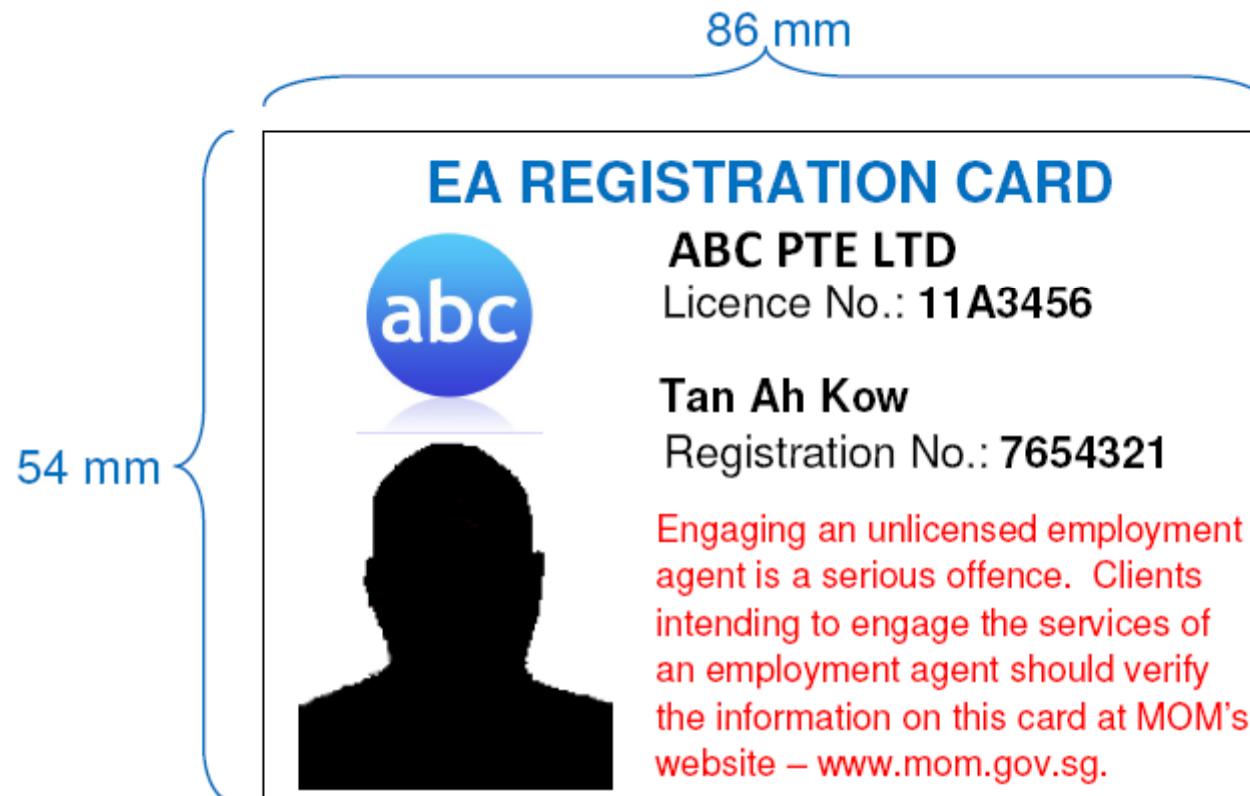 86 mm
54 mm
EA REGISTRATION CARD
abc
ABC PTE LTD
Licence No.: 11A3456
Tan Ah Kow
Registration No.: 7654321
Engaging an unlicensed employment
agent is a serious offence.  Clients
intending to engage the services of
an employment agent should verify
the information on this card at MOM’s
website – www.mom.gov.sg.